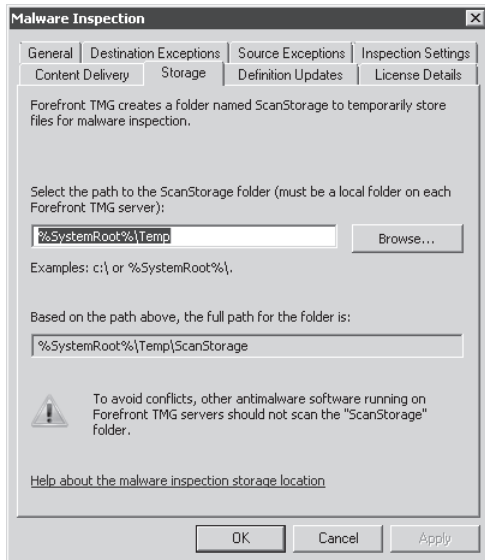 Malware Inspection
General Destination Exceptions Source Exceptions Inspection Settings
Content Delivery Storage Definition Updates License Details
Forefront TMG creates a folder named ScanStorage to temporarily store
files for malware inspection.
Select the path to the ScanStorage folder (must be a local folder on each
Forefront TMG server):
%SystemRoot%\Temp
Browse...
Examples: c:\ or %SystemRoot%\.
Based on the path above, the full path for the folder is:
%SystemRoot%\Temp\ScanStorage
To avoid conflicts, other antimalware software running on
Forefront TMG servers should not scan the "ScanStorage"
folder.
Help about the malware inspection storage location
OK Cancel Apply